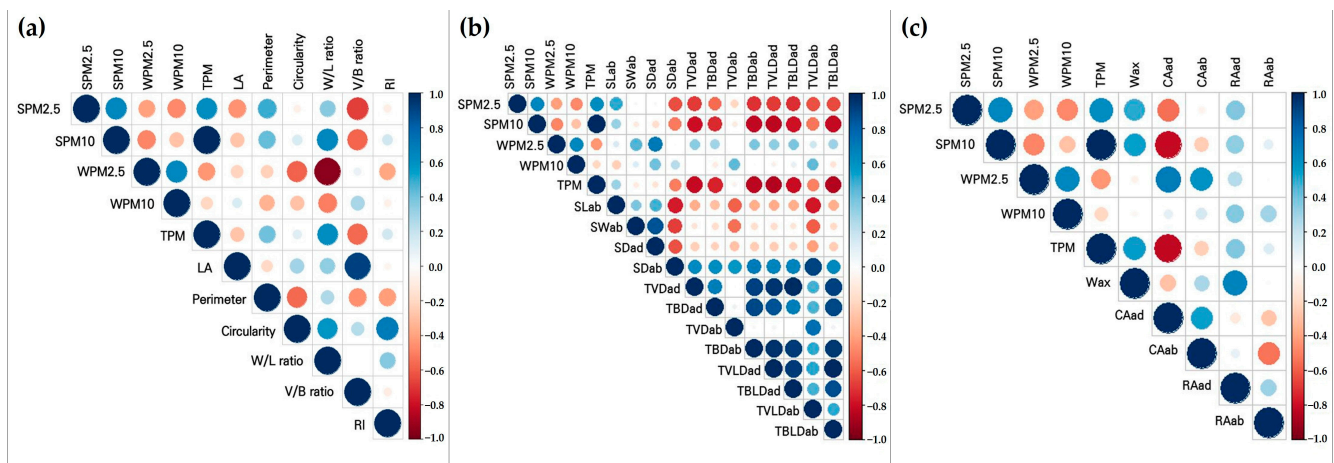 (a)
SPM2.5
SPM10
WPM2.5
WPM10
TPM
LA
Perimeter
Circularity
W/L ratio
V/B ratio
RI
SPM2.5
SPM10
WPM2.5
WPM10
TPM
LA
Perimeter
Circularity
W/L ratio
V/B ratio
RI
1.0
0.8
0.6
0.4
0.2
0.0
−0.2
−0.4
−0.6
−0.8
−1.0
(b)
SPM2.5
SPM10
WPM2.5
WPM10
TPM
SLab
SWab
SDad
SDab
TVDad
TBDad
TVDab
TBDab
TVLDad
TBLDad
TVLDab
TBLDab
SPM2.5
SPM10
WPM2.5
WPM10
TPM
SLab
SWab
SDad
SDab
TVDad
TBDad
TVDab
TBDab
TVLDad
TBLDad
TVLDab
TBLDab
1.0
0.8
0.6
0.4
0.2
0.0
−0.2
−0.4
−0.6
−0.8
−1.0
(c)
SPM2.5
SPM10
WPM2.5
WPM10
TPM
Wax
CAad
CAab
RAad
RAab
SPM2.5
SPM10
WPM2.5
WPM10
TPM
Wax
CAad
CAab
RAad
RAab
1.0
0.8
0.6
0.4
0.2
0.0
−0.2
−0.4
−0.6
−0.8
−1.0